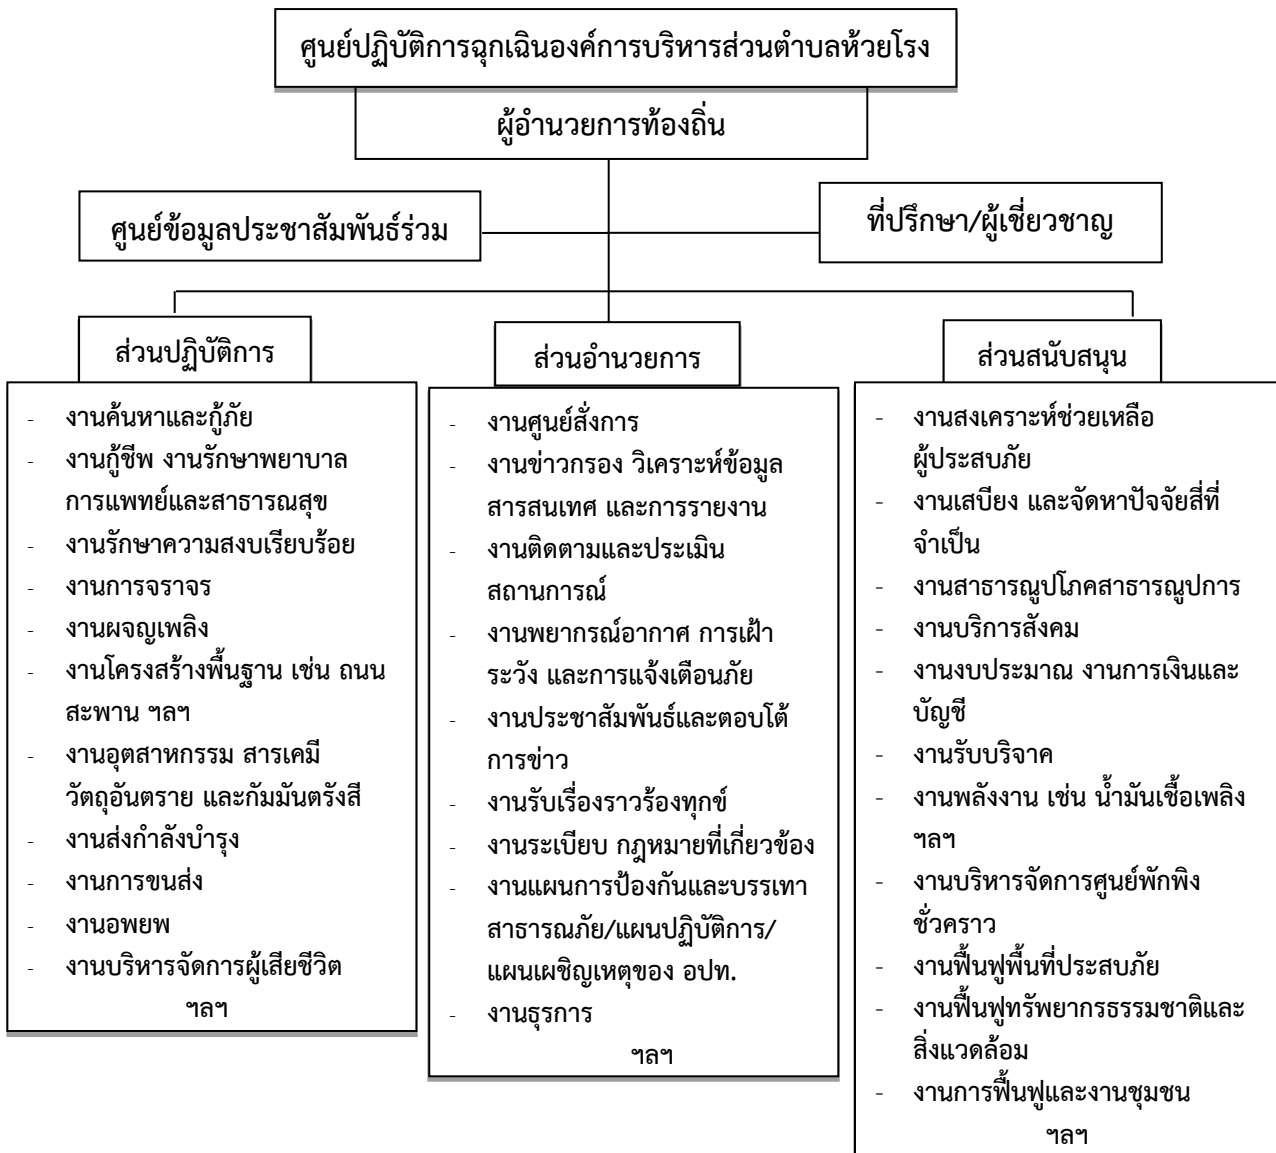 ศูนย์ปฏิบัติการฉุกเฉินองค์การบริหารส่วนตำบลห้วยโรง
ผู้อำนวยการท้องถิ่น
ศูนย์ข้อมูลประชาสัมพันธ์ร่วม
ที่ปรึกษา/ผู้เชี่ยวชาญ
ส่วนปฏิบัติการ
- งานค้นหาและกู้ภัย
- งานกู้ชีพ งานรักษาพยาบาล
การแพทย์และสาธารณสุข
- งานรักษาความสงบเรียบร้อย
- งานการจราจร
- งานผจญเพลิง
- งานโครงสร้างพื้นฐาน เช่น ถนน
สะพาน ฯลฯ
- งานอุตสาหกรรม สารเคมี
วัตถุอันตราย และกัมมันตรังสี
- งานส่งกำลังบำรุง
- งานการขนส่ง
- งานอพยพ
- งานบริหารจัดการผู้เสียชีวิต
ฯลฯ
ส่วนอำนวยการ
- งานศูนย์สั่งการ
- งานข่าวกรอง วิเคราะห์ข้อมูล
สารสนเทศ และการรายงาน
- งานติดตามและประเมิน
สถานการณ์
- งานพยากรณ์อากาศ การเฝ้า
ระวัง และการแจ้งเตือนภัย
- งานประชาสัมพันธ์และตอบโต้
การข่าว
- งานรับเรื่องราวร้องทุกข์
- งานระเบียบ กฎหมายที่เกี่ยวข้อง
- งานแผนการป้องกันและบรรเทา
สาธารณภัย/แผนปฏิบัติการ/
แผนเผชิญเหตุของ อปท.
- งานธุรการ
ฯลฯ
ส่วนสนับสนุน
- งานสงเคราะห์ช่วยเหลือ
ผู้ประสบภัย
- งานเสบียง และจัดหาปัจจัยสี่ที่
จำเป็น
- งานสาธารณูปโภคสาธารณูปการ
- งานบริการสังคม
- งานงบประมาณ งานการเงินและ
บัญชี
- งานรับบริจาค
- งานพลังงาน เช่น น้ำมันเชื้อเพลิง
ฯลฯ
- งานบริหารจัดการศูนย์พักพิง
ชั่วคราว
- งานฟื้นฟูพื้นที่ประสบภัย
- งานฟื้นฟูทรัพยากรธรรมชาติและ
สิ่งแวดล้อม
- งานการฟื้นฟูและงานชุมชน
ฯลฯ